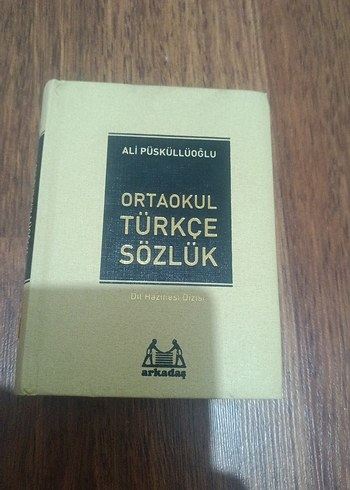 ALİ PÜSKÜLLÜOĞLU
ORTAOKUL
TÜRKÇE
SÖZLÜK
Dil Hazinesi Dizisi
arkadaş